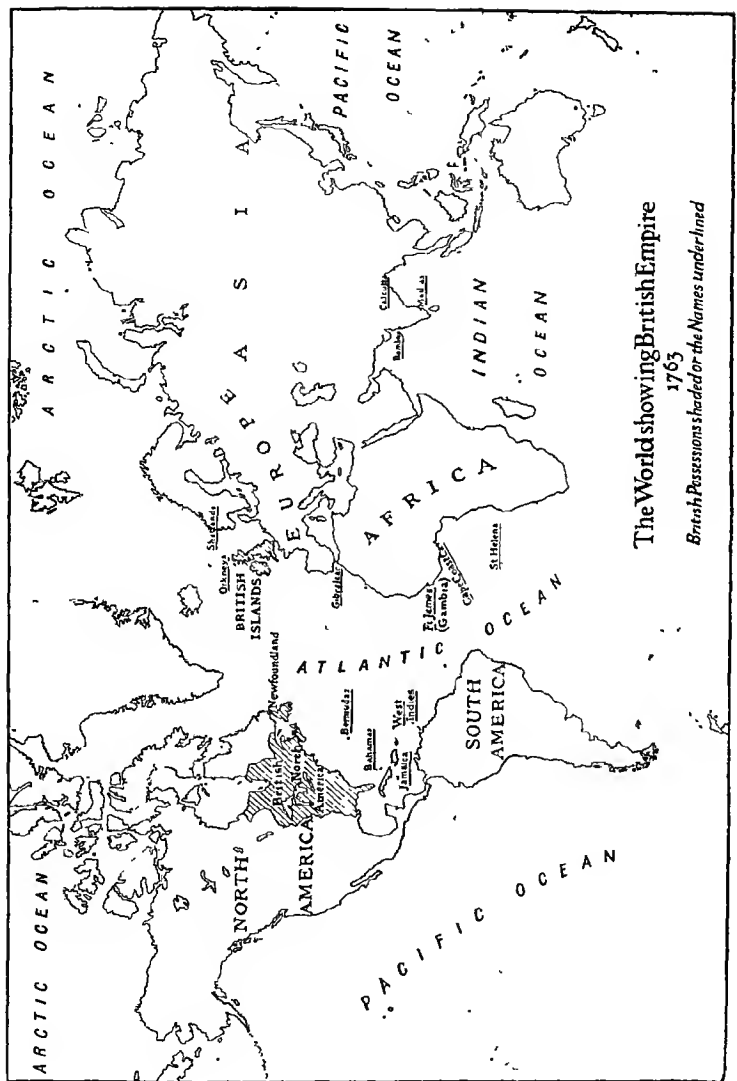 ARCTIC OCEAN
ARCTIC OCEAN
PACIFIC
OCEAN
EUROPE ASIA
Shetlands
Orkneys
BRITISH
ISLANDS
Newfoundland
British
North
America
NORTH
AMERICA
ATLANTIC OCEAN
Bermudas
Bahamas
West
Indies
Jamaica
Gibraltar
AFRICA
Ft James
(Gambia)
Cape Coast C.
St Helena
Calcutta
Madras
INDIAN
OCEAN
SOUTH
AMERICA
PACIFIC OCEAN
The World showing British Empire
1763
British Possessions shaded or the Names underlined